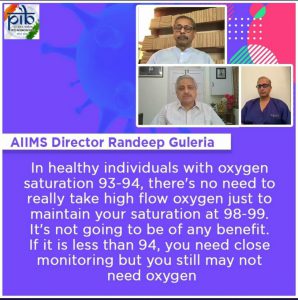 pib
AIIMS Director Randeep Guleria
In healthy individuals with oxygen
saturation 93-94, there's no need to
really take high flow oxygen just to
maintain your saturation at 98-99.
It's not going to be of any benefit.
If it is less than 94, you need close
monitoring but you still may not
need oxygen